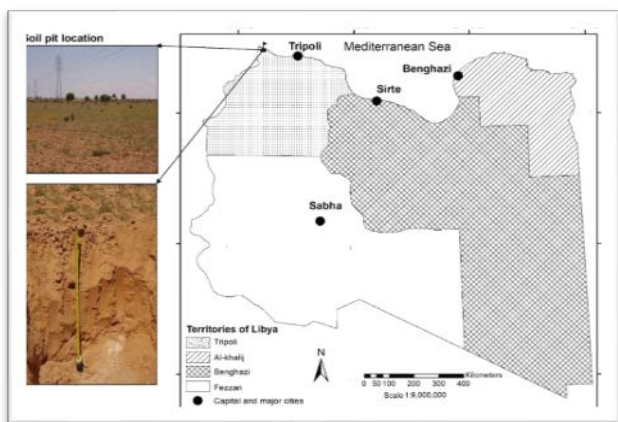 Soil pit location
Tripoli
Mediterranean Sea
Benghazi
Sirte
Sabha
Territories of Libya
Tripoli
Al-khalij
Benghazi
Fezzan
Capital and major cities
N
0 50 100 200 300 400
Kilometers
Scale 1:9,000,000